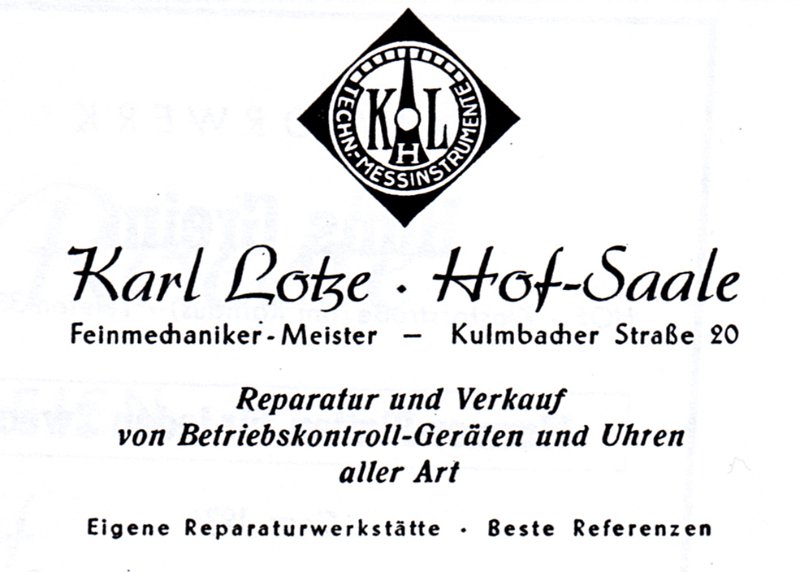 K L
H
TECHN.-MESSINSTRUMENTE
Karl Lotze · Hof-Saale
Feinmechaniker-Meister — Kulmbacher Straße 20
Reparatur und Verkauf
von Betriebskontroll-Geräten und Uhren
aller Art
Eigene Reparaturwerkstätte · Beste Referenzen